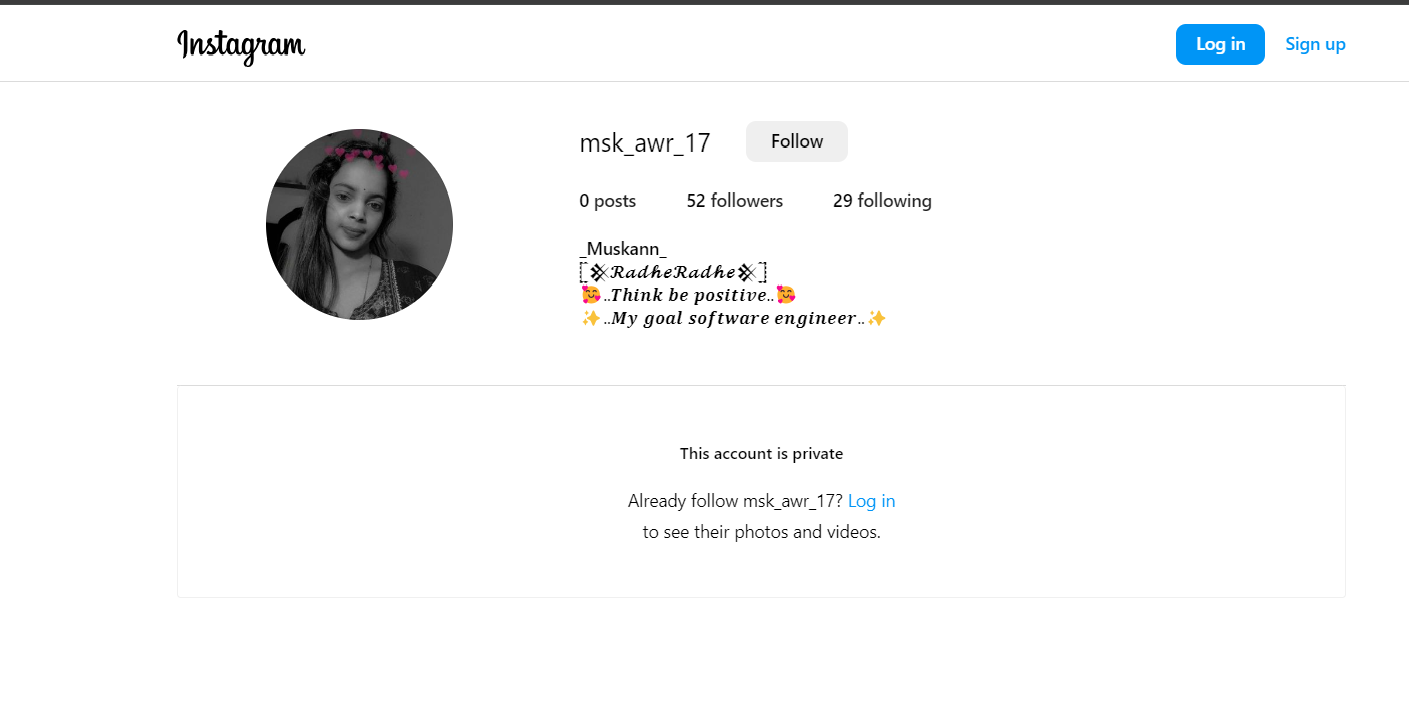 Instagram
Log in
Sign up
msk_awr_17
Follow
0 posts
52 followers
29 following
_Muskann_
𝓡𝓪𝓭𝓱𝓮𝓡𝓪𝓭𝓱𝓮
🥰..𝑻𝒉𝒊𝒏𝒌 𝒃𝒆 𝒑𝒐𝒔𝒊𝒕𝒊𝒗𝒆..🥰
✨..𝑴𝒚 𝒈𝒐𝒂𝒍 𝒔𝒐𝒇𝒕𝒘𝒂𝒓𝒆 𝒆𝒏𝒈𝒊𝒏𝒆𝒆𝒓..✨
This account is private
Already follow msk_awr_17? Log in
to see their photos and videos.